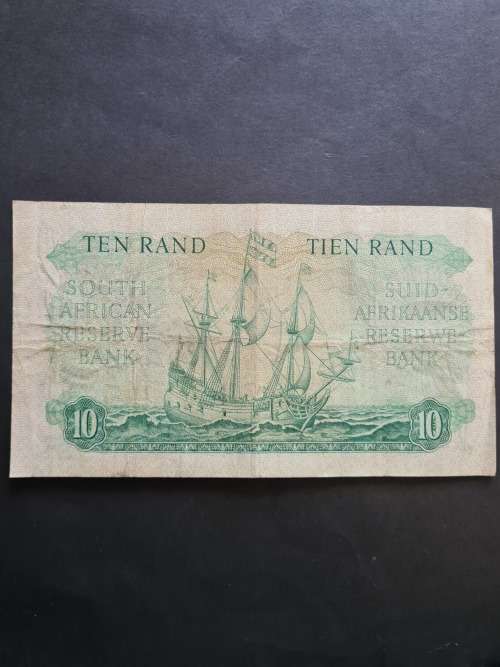 TEN RAND
TIEN RAND
SOUTH
AFRICAN
RESERVE
BANK
SUID-
AFRIKAANSE
RESERWE-
BANK
10
10